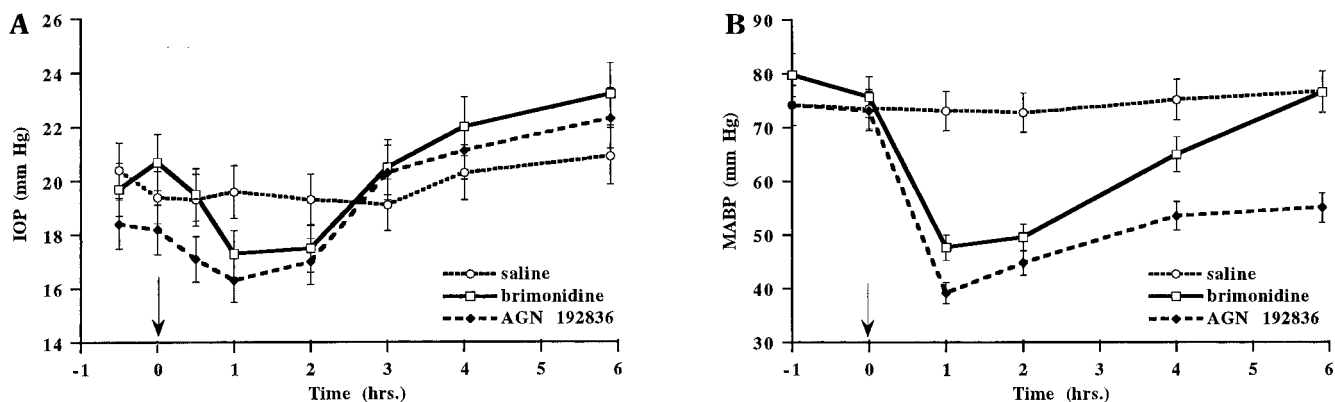 A
IOP (mm Hg)
26
24
22
20
18
16
14
-1 0 1 2 3 4 5 6
Time (hrs.)
saline
brimonidine
AGN 192836
B
MABP (mm Hg)
90
80
70
60
50
40
30
-1 0 1 2 3 4 5 6
Time (hrs.)
saline
brimonidine
AGN 192836